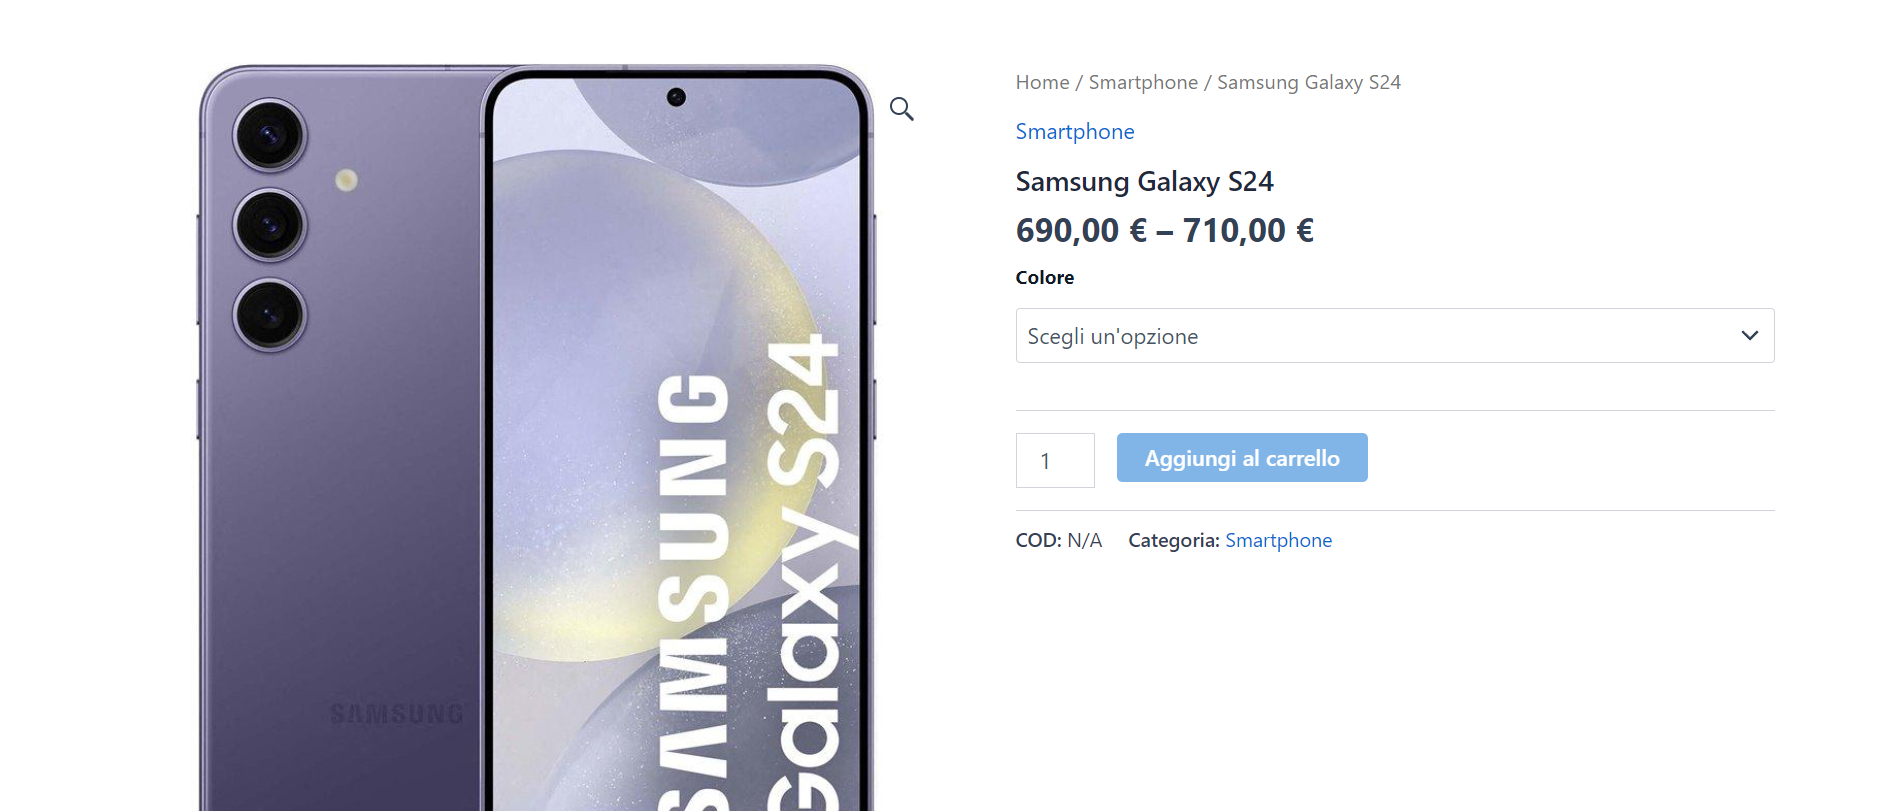 SAMSUNG
SAMSUNG
Galaxy S24
Home / Smartphone / Samsung Galaxy S24
Smartphone
Samsung Galaxy S24
690,00 € – 710,00 €
Colore
Scegli un'opzione
1
Aggiungi al carrello
COD: N/A Categoria: Smartphone